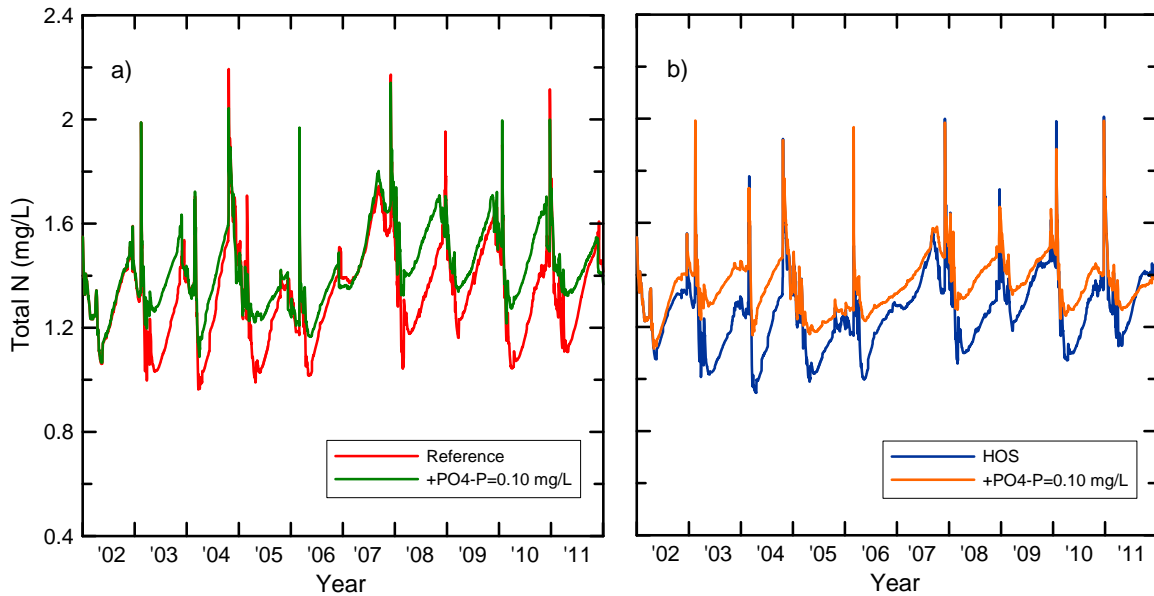 a)
Total N (mg/L)
2.4
2
1.6
1.2
0.8
0.4
Reference
+PO4-P=0.10 mg/L
'02 '03 '04 '05 '06 '07 '08 '09 '10 '11
Year
b)
HOS
+PO4-P=0.10 mg/L
'02 '03 '04 '05 '06 '07 '08 '09 '10 '11
Year